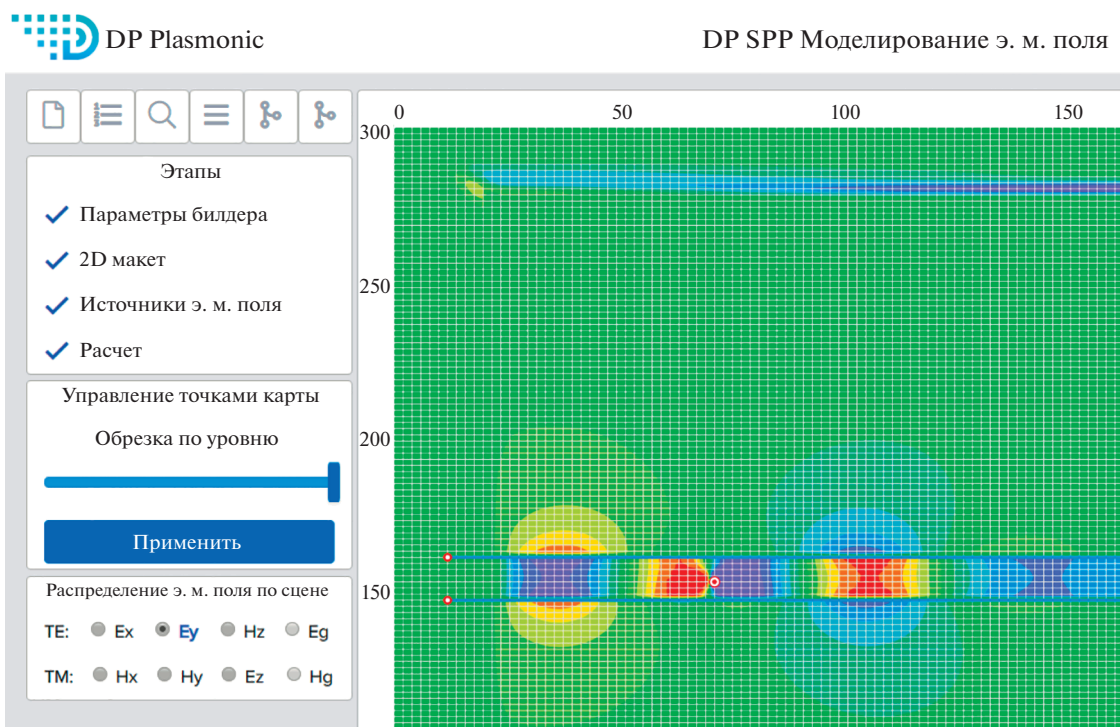 DP Plasmonic
DP SPP Моделирование э. м. поля
0 50 100 150
300
250
200
150
Этапы
Параметры билдера
2D макет
Источники э. м. поля
Расчет
Управление точками карты
Обрезка по уровню
Применить
Распределение э. м. поля по сцене
TE: Ex Ey Hz Eg
TM: Hx Hy Ez Hg